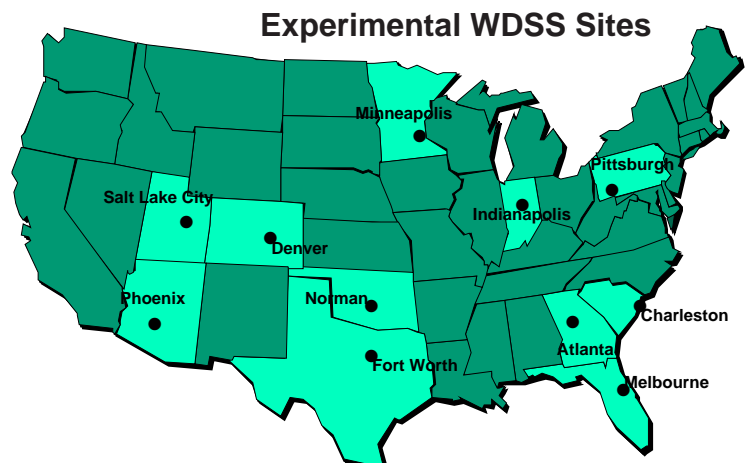 Experimental WDSS Sites
Minneapolis
Pittsburgh
Salt Lake City
Indianapolis
Denver
Phoenix
Norman
Charleston
Atlanta
Fort Worth
Melbourne